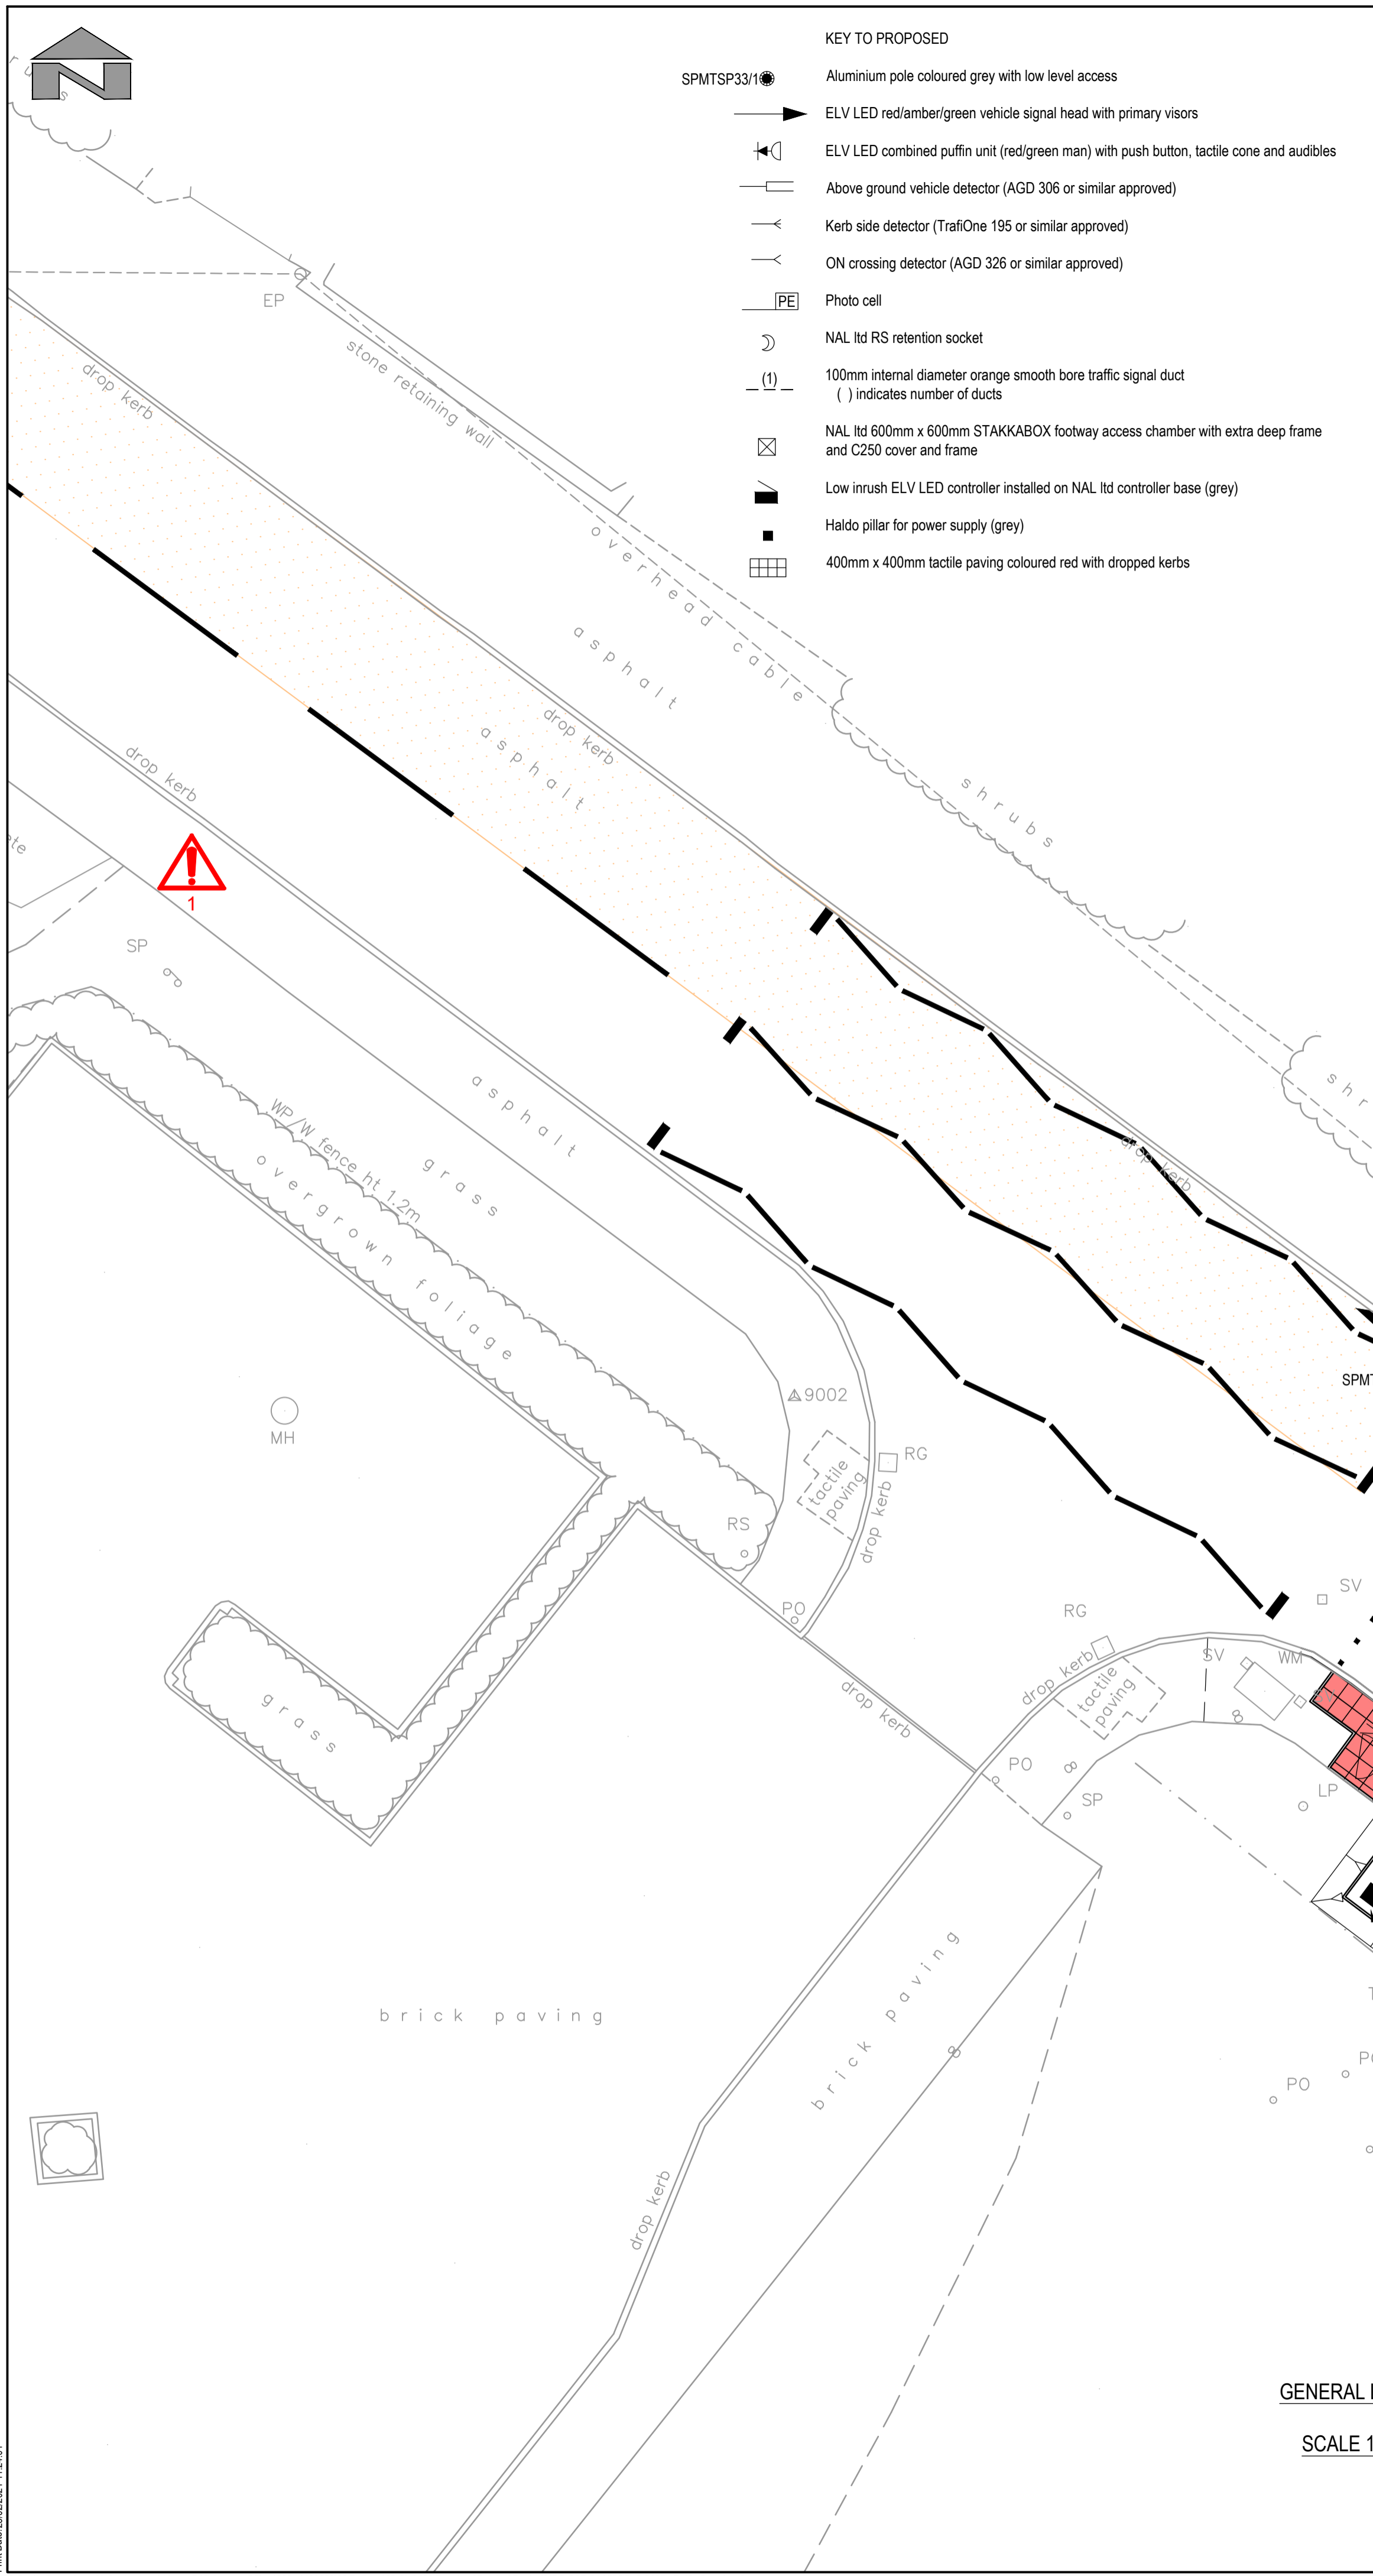 KEY TO PROPOSED
SPMTSP33/1
Aluminium pole coloured grey with low level access
ELV LED red/amber/green vehicle signal head with primary visors
ELV LED combined puffin unit (red/green man) with push button, tactile cone and audibles
Above ground vehicle detector (AGD 306 or similar approved)
Kerb side detector (TrafiOne 195 or similar approved)
ON crossing detector (AGD 326 or similar approved)
PE
Photo cell
NAL ltd RS retention socket
(1)
100mm internal diameter orange smooth bore traffic signal duct
( ) indicates number of ducts
NAL ltd 600mm x 600mm STAKKABOX footway access chamber with extra deep frame
and C250 cover and frame
Low inrush ELV LED controller installed on NAL ltd controller base (grey)
Haldo pillar for power supply (grey)
400mm x 400mm tactile paving coloured red with dropped kerbs
EP
stone retaining wall
drop kerb
overhead cable
asphalt
drop kerb
asphalt
drop kerb
shrubs
1
SP
shr
asphalt
grass
WP/W fence ht 1.2m
overgrown foliage
drop kerb
SPMT
9002
MH
RG
tactile
paving
drop kerb
RS
SV
PO
RG
SV
WM
drop kerb
tactile
paving
drop kerb
grass
PO
SP
LP
brick paving
brick paving
PO
drop kerb
GENERAL
SCALE 1